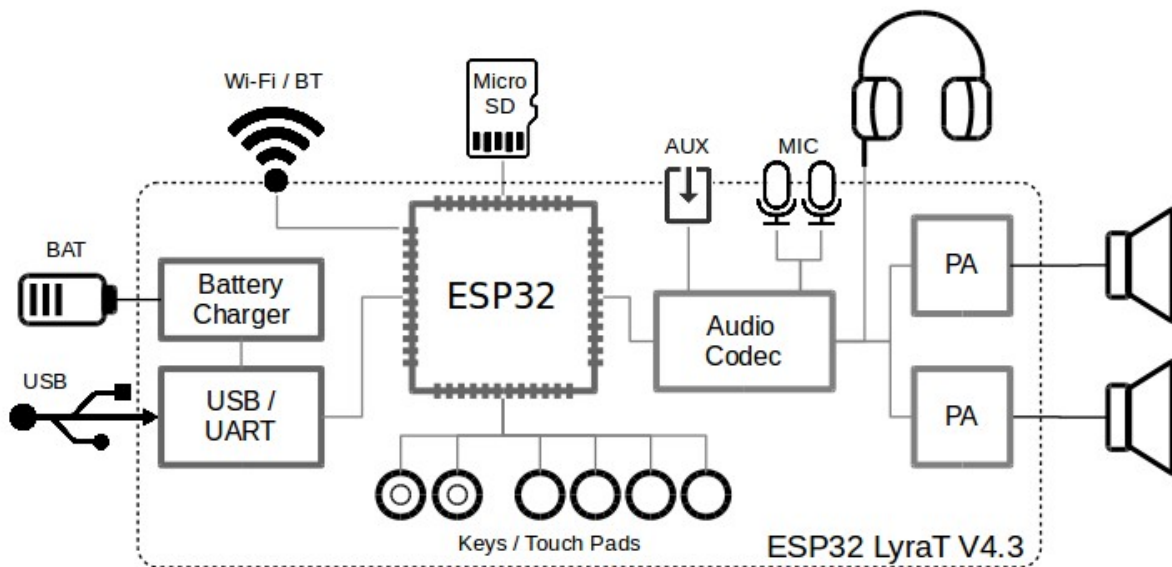 Wi-Fi / BT
Micro
SD
AUX
MIC
BAT
Battery
Charger
ESP32
Audio
Codec
PA
USB
USB /
UART
PA
Keys / Touch Pads
ESP32 LyraT V4.3